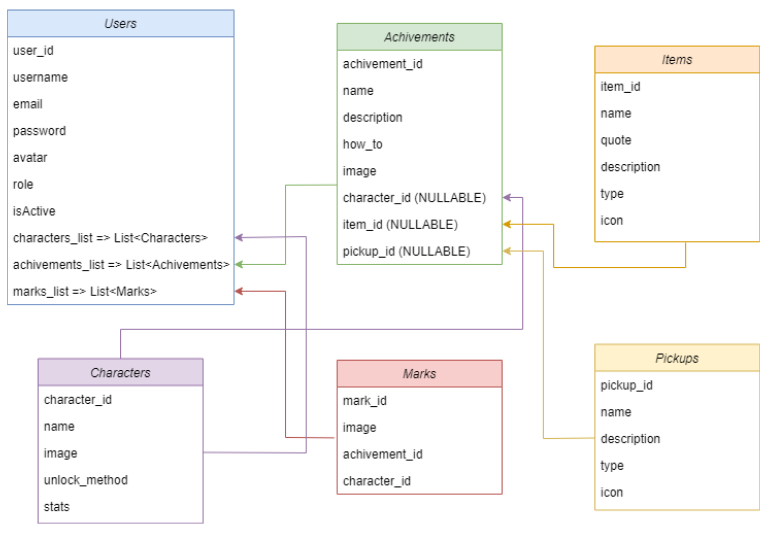 Users
user_id
username
email
password
avatar
role
isActive
characters_list => List<Characters>
achivements_list => List<Achivements>
marks_list => List<Marks>
Achivements
achivement_id
name
description
how_to
image
character_id (NULLABLE)
item_id (NULLABLE)
pickup_id (NULLABLE)
Items
item_id
name
quote
description
type
icon
Characters
character_id
name
image
unlock_method
stats
Marks
mark_id
image
achivement_id
character_id
Pickups
pickup_id
name
description
type
icon